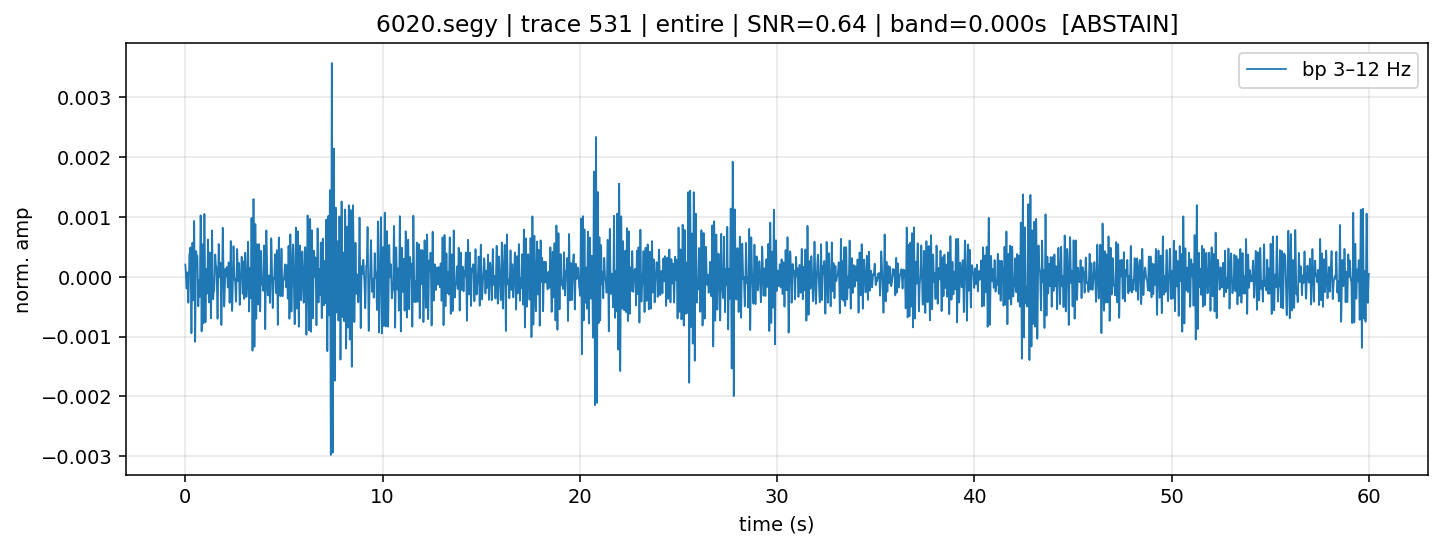 6020.segy | trace 531 | entire | SNR=0.64 | band=0.000s  [ABSTAIN]
bp 3–12 Hz
norm. amp
0.003
0.002
0.001
0.000
−0.001
−0.002
−0.003
0 10 20 30 40 50 60
time (s)